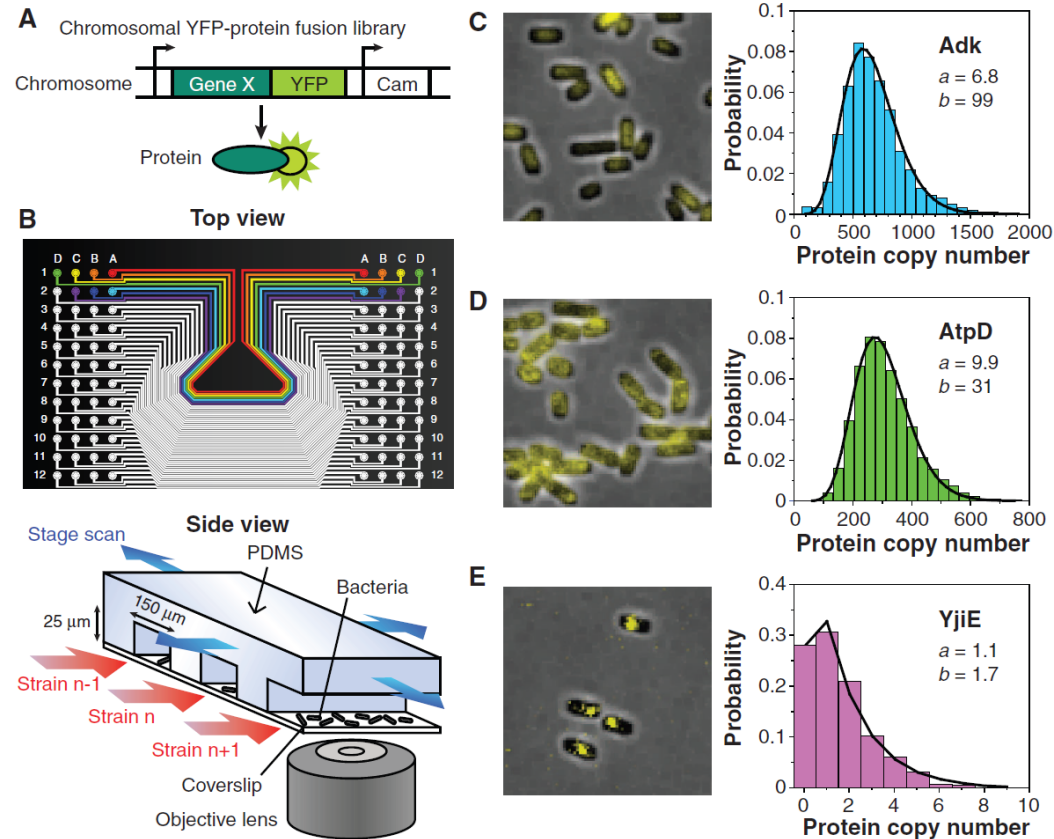 A
Chromosomal YFP-protein fusion library
Chromosome
Gene X
YFP
Cam
Protein
B
Top view
D C B A
A B C D
1
2
3
4
5
6
7
8
9
10
11
12
1
2
3
4
5
6
7
8
9
10
11
12
Side view
Stage scan
PDMS
Bacteria
150 μm
25 μm
Strain n-1
Strain n
Strain n+1
Coverslip
Objective lens
C
Probability
0.1
0.08
0.06
0.04
0.02
0
Adk
a = 6.8
b = 99
0 500 1000 1500 2000
Protein copy number
D
Probability
0.1
0.08
0.06
0.04
0.02
0
AtpD
a = 9.9
b = 31
0 200 400 600 800
Protein copy number
E
Probability
0.4
0.3
0.2
0.1
0
YjiE
a = 1.1
b = 1.7
0 2 4 6 8 10
Protein copy number